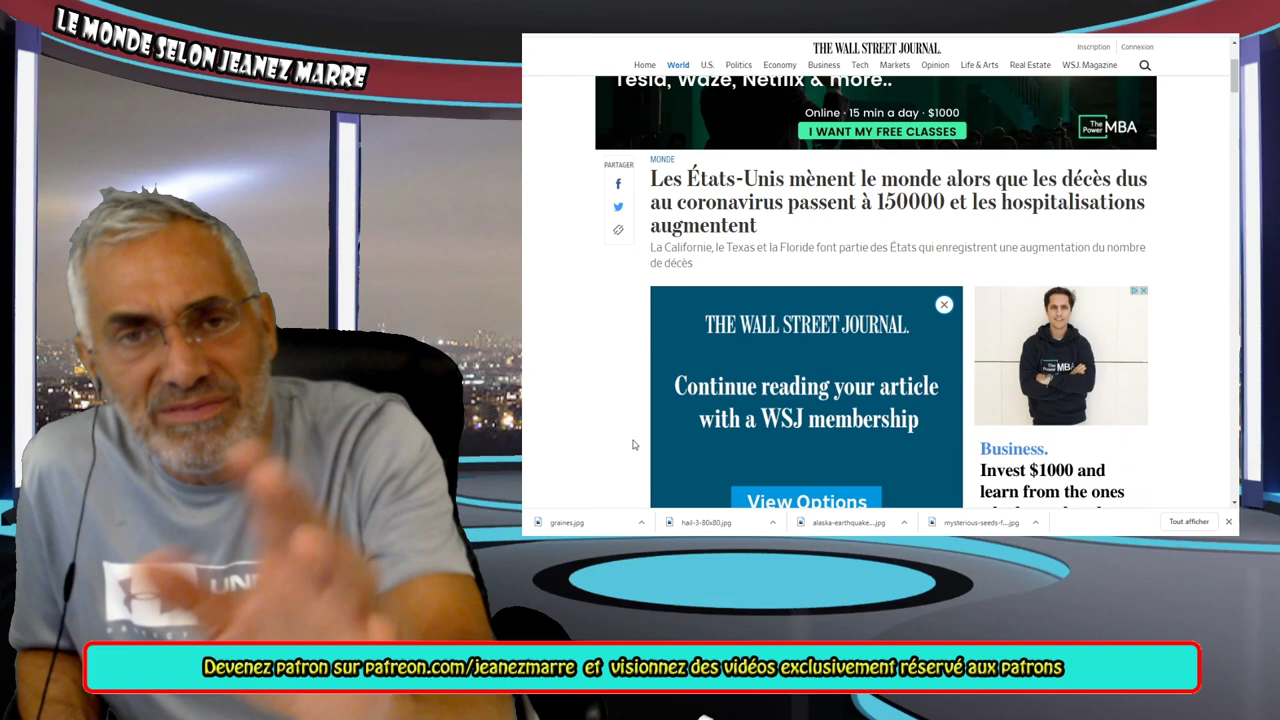 LE MONDE SELON JEANEZ MARRE
THE WALL STREET JOURNAL.
Inscription
Connexion
Home World U.S. Politics Economy Business Tech Markets Opinion Life & Arts Real Estate WSJ. Magazine
Tesla, Waze, Netflix & more..
Online · 15 min a day · $1000
I WANT MY FREE CLASSES
The Power MBA
PARTAGER
MONDE
Les États-Unis mènent le monde alors que les décès dus
au coronavirus passent à 150000 et les hospitalisations
augmentent
La Californie, le Texas et la Floride font partie des États qui enregistrent une augmentation du nombre
de décès
THE WALL STREET JOURNAL.
Continue reading your article
with a WSJ membership
View Options
Business.
Invest $1000 and
learn from the ones
graines.jpg
hail-3-80x80.jpg
alaska-earthquake....jpg
mysterious-seeds-f....jpg
Tout afficher
UND
Devenez patron sur patreon.com/jeanezmarre et visionnez des vidéos exclusivement réservé aux patrons